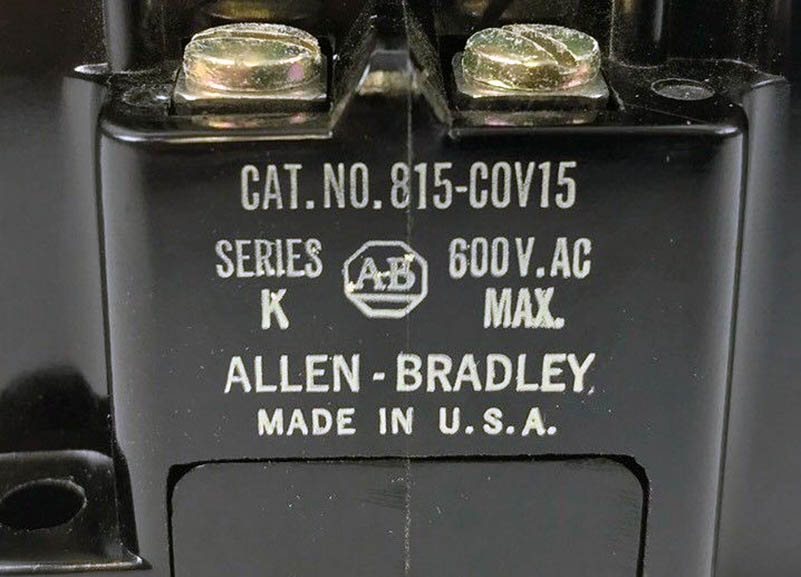 CAT. NO. 815-COV15
SERIES K
AB
600V. AC MAX.
ALLEN-BRADLEY
MADE IN U.S.A.